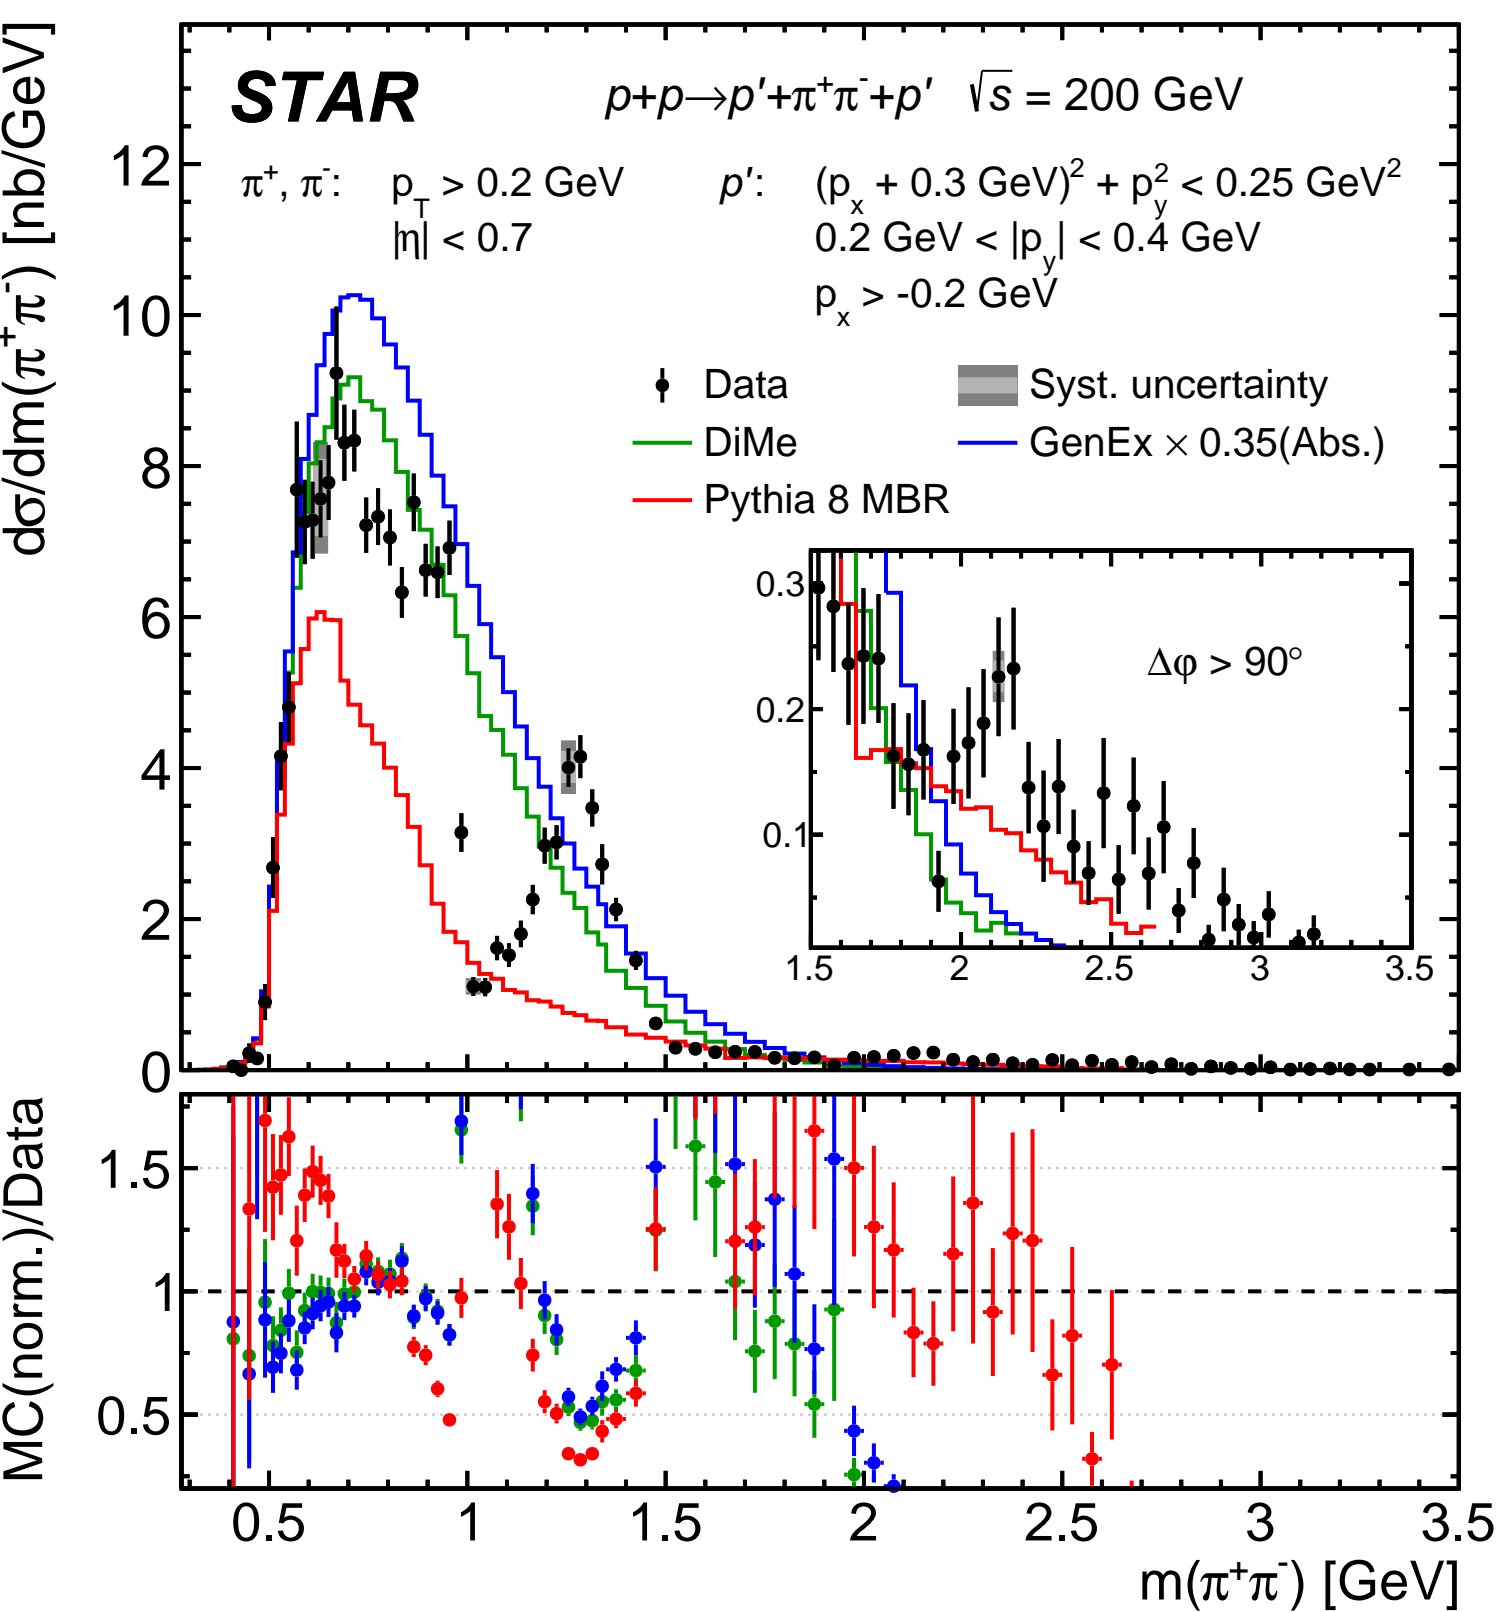 STAR
p+p→p′+π⁺π⁻+p′ √s = 200 GeV
π⁺, π⁻: p_T > 0.2 GeV p′: (p_x + 0.3 GeV)² + p_y² < 0.25 GeV²
|η| < 0.7 0.2 GeV < |p_y| < 0.4 GeV
p_x > -0.2 GeV
dσ/dm(π⁺π⁻) [nb/GeV]
12
10
8
6
4
2
0
Data
Syst. uncertainty
DiMe
GenEx × 0.35(Abs.)
Pythia 8 MBR
Δφ > 90°
0.3
0.2
0.1
1.5 2 2.5 3 3.5
MC(norm.)/Data
1.5
1
0.5
0.5 1 1.5 2 2.5 3 3.5
m(π⁺π⁻) [GeV]